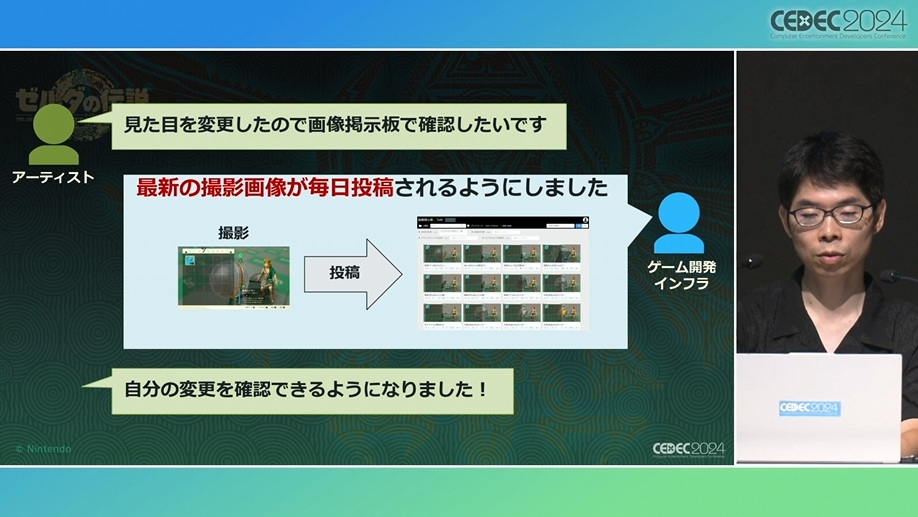 CEDEC2024
Computer Entertainment Developers Conference
ゼルダの伝説
見た目を変更したので画像掲示板で確認したいです
アーティスト
最新の撮影画像が毎日投稿されるようにしました
撮影
投稿
ゲーム開発
インフラ
自分の変更を確認できるようになりました！
© Nintendo
CEDEC2024
CEDEC2024